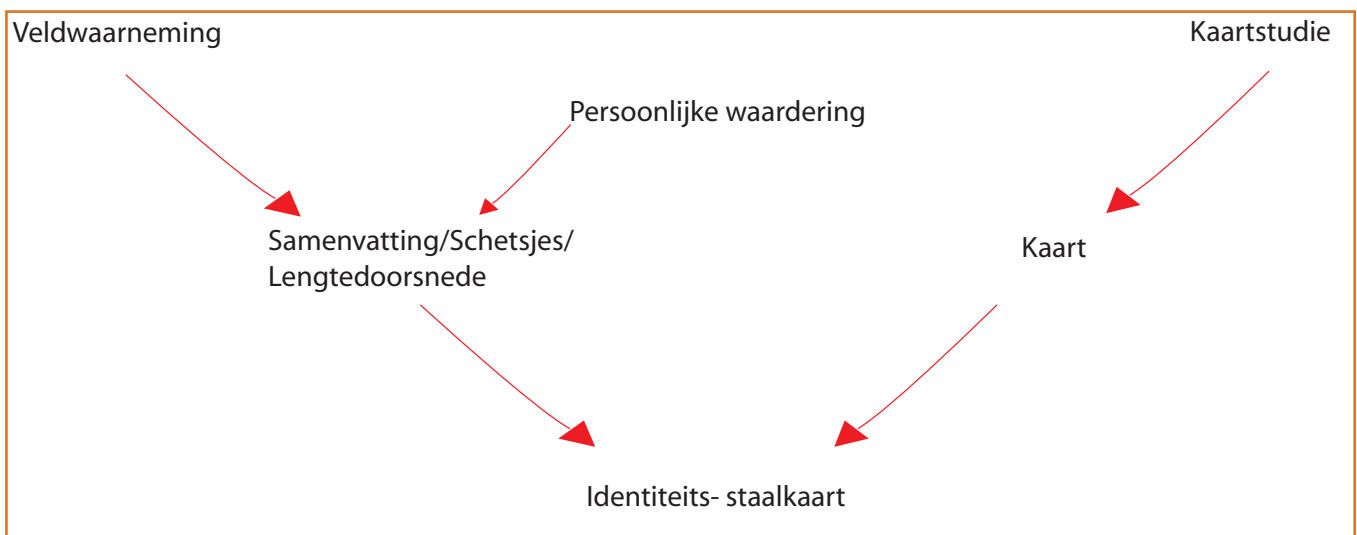 Veldwaarneming
Kaartstudie
Persoonlijke waardering
Samenvatting/Schetsjes/
Lengtedoorsnede
Kaart
Identiteits- staalkaart